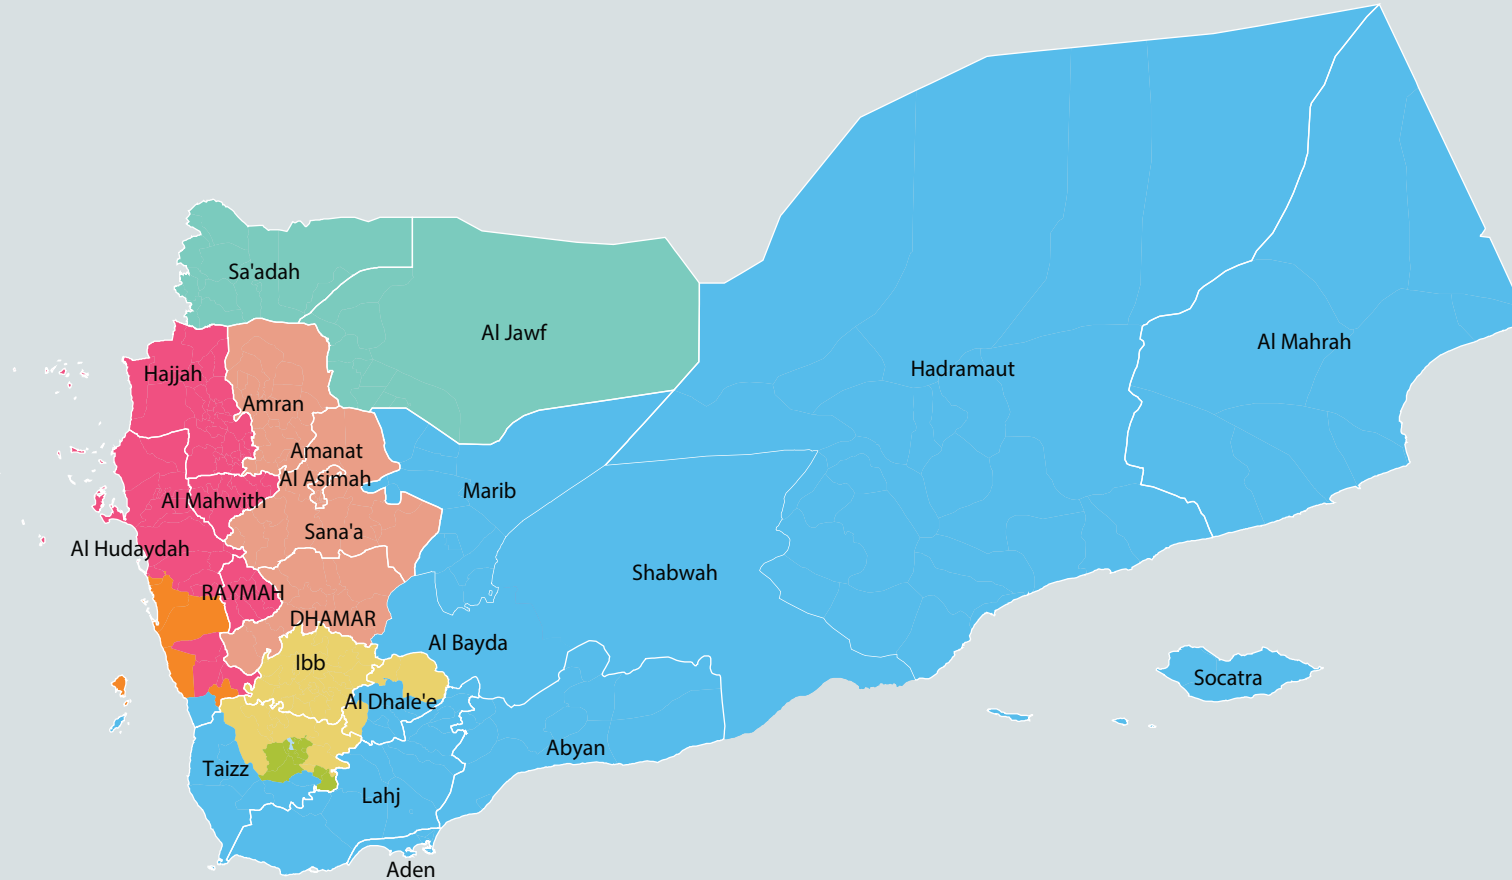 Sa'adah
Al Jawf
Al Mahrah
Hadramaut
Hajjah
Amran
Amanat
Al Asimah
Marib
Al Mahwith
Sana'a
Al Hudaydah
Shabwah
RAYMAH
DHAMAR
Al Bayda
Ibb
Socatra
Al Dhale'e
Abyan
Taizz
Lahj
Aden